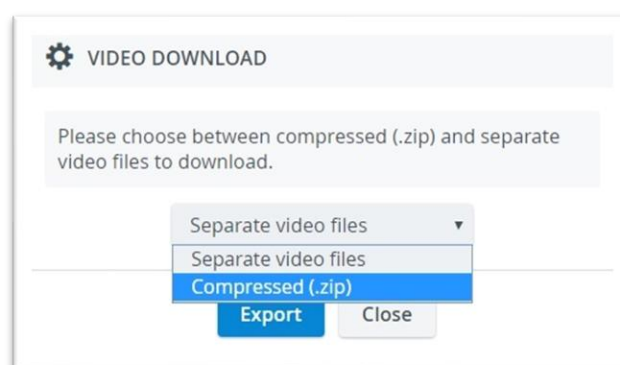 VIDEO DOWNLOAD
Please choose between compressed (.zip) and separate
video files to download.
Separate video files
Separate video files
Compressed (.zip)
Export Close